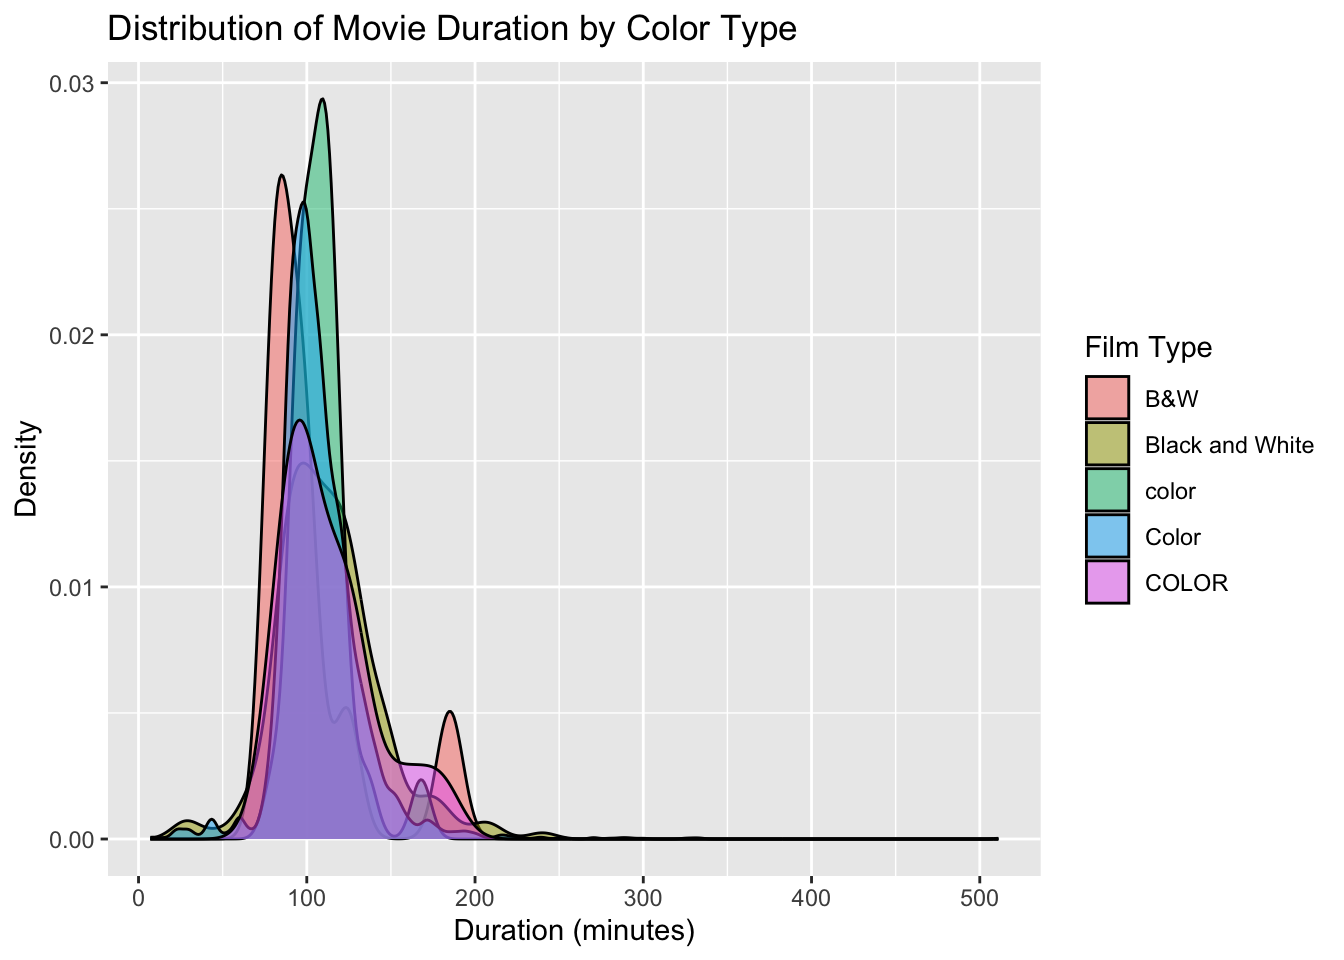 Distribution of Movie Duration by Color Type
0.03
0.02
0.01
0.00
Density
0 100 200 300 400 500
Duration (minutes)
Film Type
B&W
Black and White
color
Color
COLOR